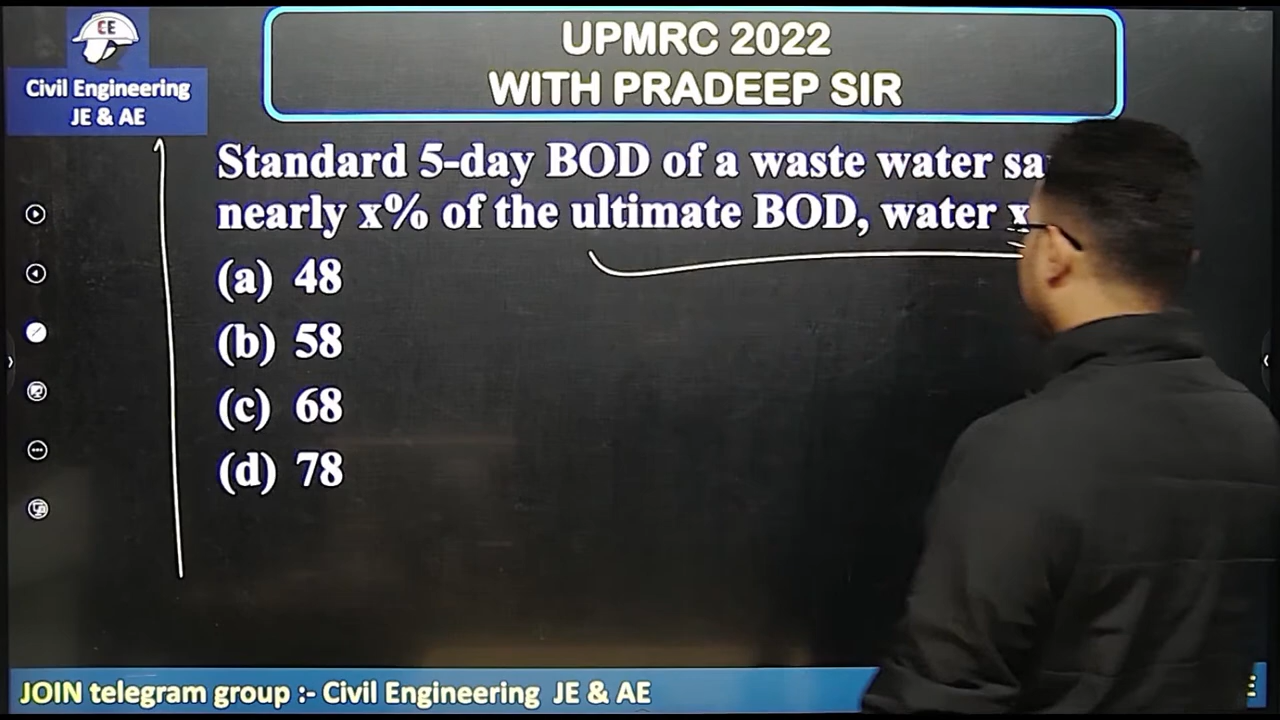 CE
Civil Engineering
JE & AE
UPMRC 2022
WITH PRADEEP SIR
Standard 5-day BOD of a waste water
nearly x% of the ultimate BOD, water x
(a) 48
(b) 58
(c) 68
(d) 78
JOIN telegram group :- Civil Engineering JE & AE